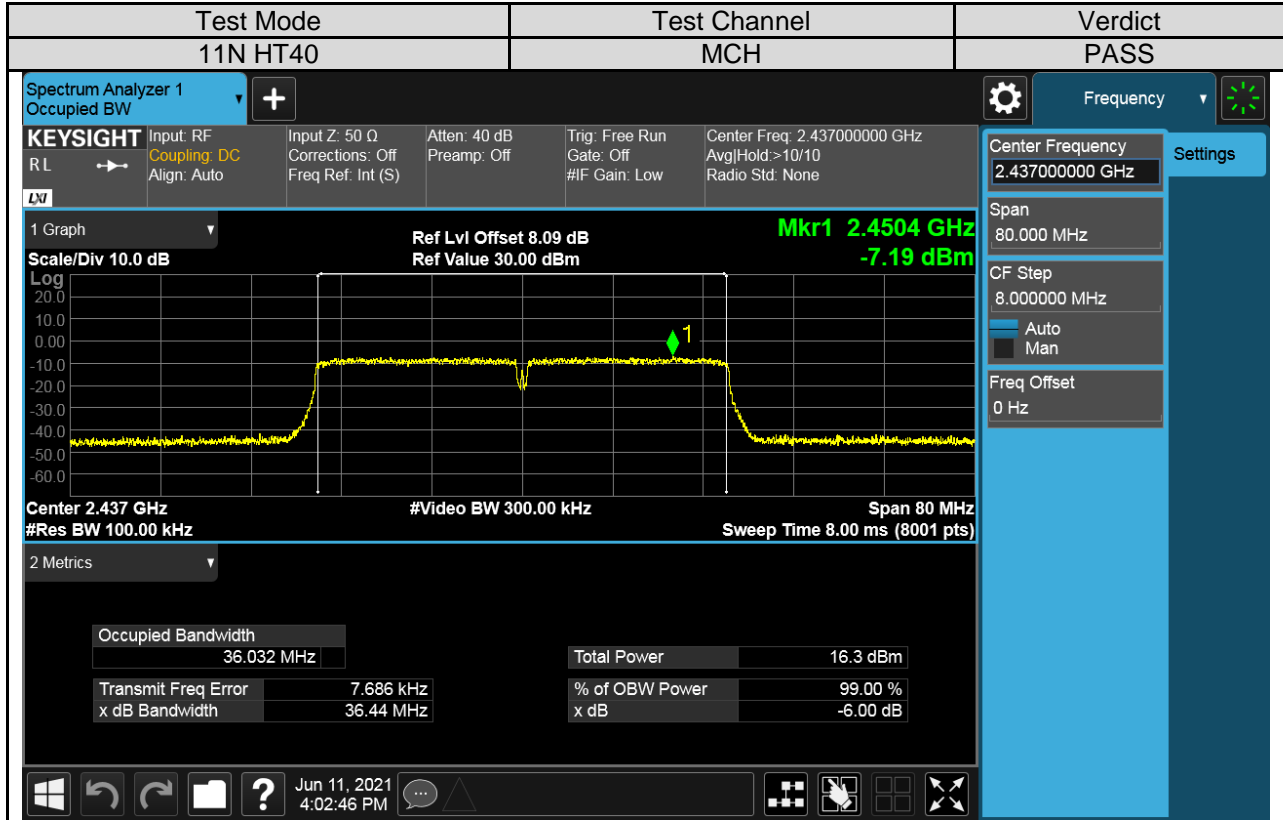 Test Mode Test Channel Verdict
11N HT40 MCH PASS
Spectrum Analyzer 1
Occupied BW
Frequency
KEYSIGHT
R L
LXI
Input: RF
Coupling: DC
Align: Auto
Input Z: 50 Ω
Corrections: Off
Freq Ref: Int (S)
Atten: 40 dB
Preamp: Off
Trig: Free Run
Gate: Off
#IF Gain: Low
Center Freq: 2.437000000 GHz
Avg|Hold:>10/10
Radio Std: None
Center Frequency
2.437000000 GHz
Settings
Span
80.000 MHz
CF Step
8.000000 MHz
Auto
Man
Freq Offset
0 Hz
1 Graph
Scale/Div 10.0 dB
Ref Lvl Offset 8.09 dB
Ref Value 30.00 dBm
Mkr1 2.4504 GHz
-7.19 dBm
Log
20.0
10.0
0.00
-10.0
-20.0
-30.0
-40.0
-50.0
-60.0
1
Center 2.437 GHz
#Res BW 100.00 kHz
#Video BW 300.00 kHz
Span 80 MHz
Sweep Time 8.00 ms (8001 pts)
2 Metrics
Occupied Bandwidth
36.032 MHz
Total Power 16.3 dBm
Transmit Freq Error 7.686 kHz
% of OBW Power 99.00 %
x dB Bandwidth 36.44 MHz
x dB -6.00 dB
?
Jun 11, 2021
4:02:46 PM